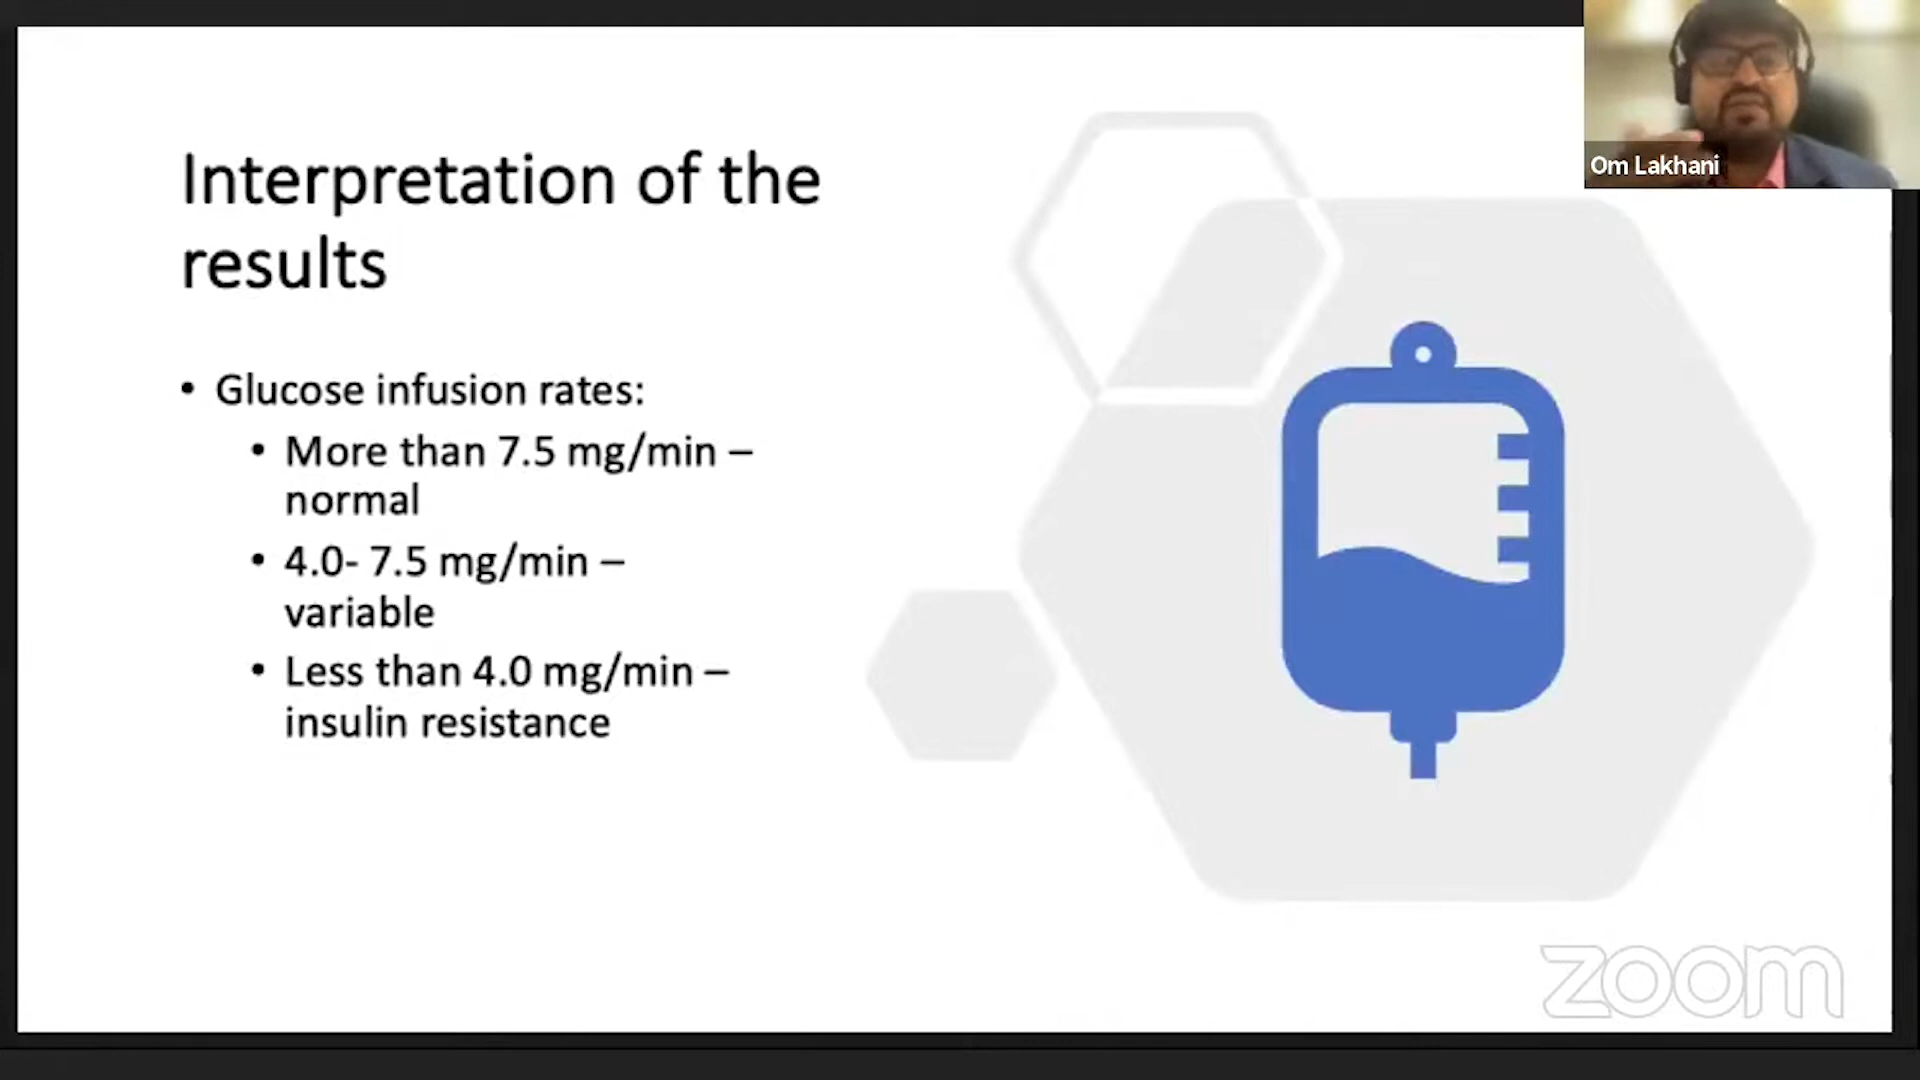 Om Lakhani
Interpretation of the
results
• Glucose infusion rates:
• More than 7.5 mg/min –
normal
• 4.0- 7.5 mg/min –
variable
• Less than 4.0 mg/min –
insulin resistance
zoom